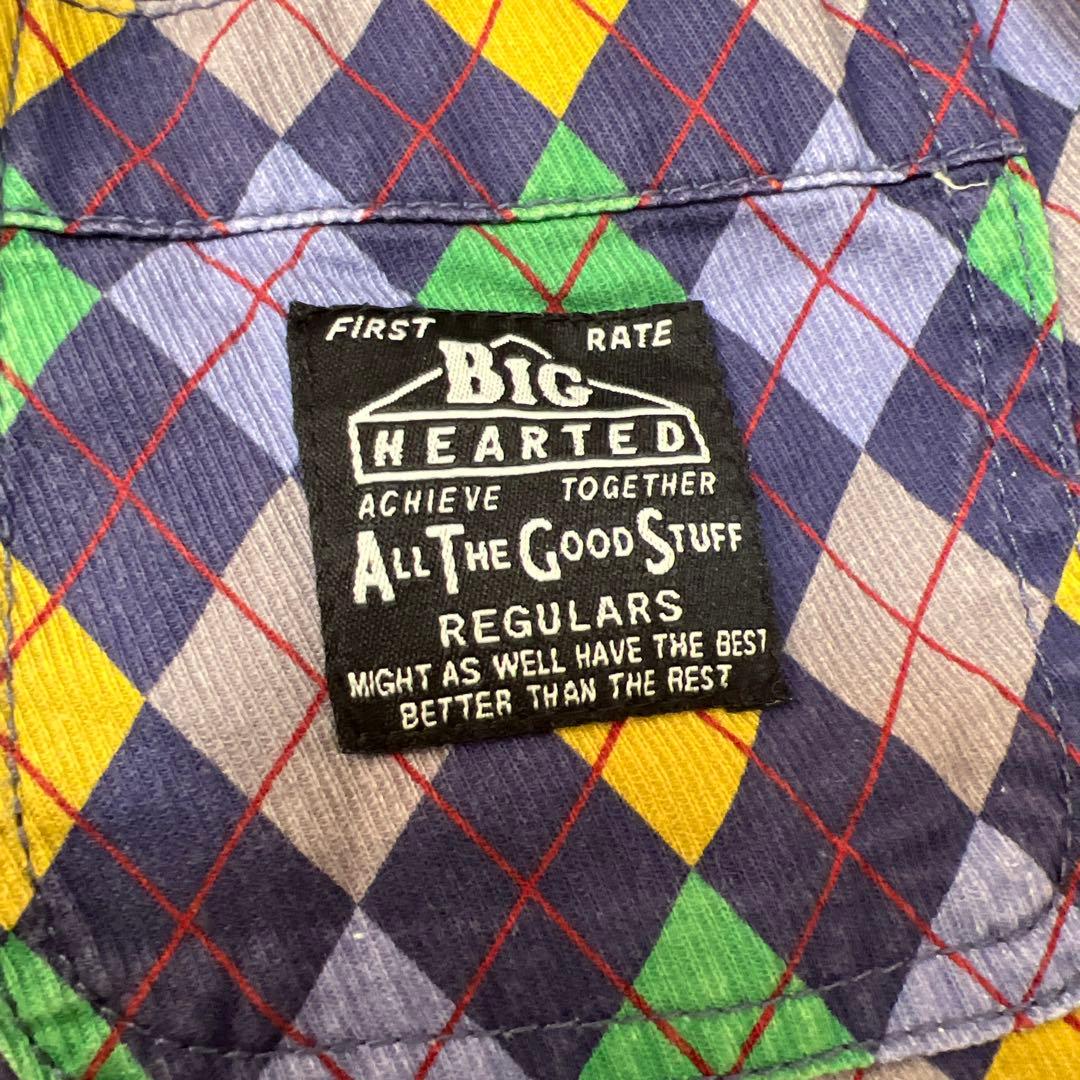 FIRST RATE
BIG
HEARTED
ACHIEVE TOGETHER
ALL THE GOOD STUFF
REGULARS
MIGHT AS WELL HAVE THE BEST
BETTER THAN THE REST